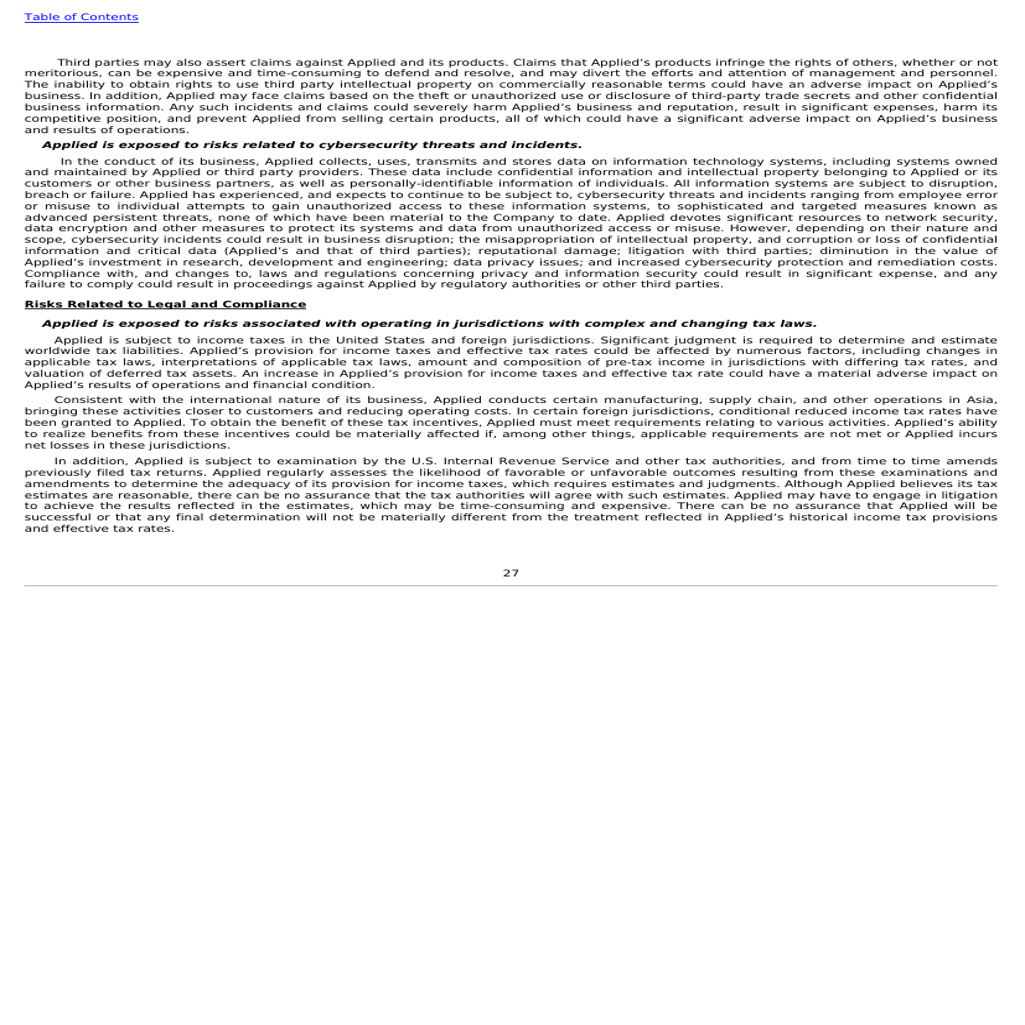 Table of Contents
Third parties may also assert claims against Applied and its products. Claims that Applied's products infringe the rights of others, whether or not
meritorious, can be expensive and time-consuming to defend and resolve, and may divert the efforts and attention of management and personnel.
The inability to obtain rights to use third party intellectual property on commercially reasonable terms could have an adverse impact on Applied's
business. In addition, Applied may face claims based on the theft or unauthorized use or disclosure of third-party trade secrets and other confidential
business information. Any such incidents and claims could severely harm Applied's business and reputation, result in significant expenses, harm its
competitive position, and prevent Applied from selling certain products, all of which could have a significant adverse impact on Applied's business
and results of operations.
Applied is exposed to risks related to cybersecurity threats and incidents.
In the conduct of its business, Applied collects, uses, transmits and stores data on information technology systems, including systems owned
and maintained by Applied or third party providers. These data include confidential information and intellectual property belonging to Applied or its
customers or other business partners, as well as personally-identifiable information of individuals. All information systems are subject to disruption,
breach or failure. Applied has experienced, and expects to continue to be subject to, cybersecurity threats and incidents ranging from employee error
or misuse to individual attempts to gain unauthorized access to these information systems, to sophisticated and targeted measures known as
advanced persistent threats, none of which have been material to the Company to date. Applied devotes significant resources to network security,
data encryption and other measures to protect its systems and data from unauthorized access or misuse. However, depending on their nature and
scope, cybersecurity incidents could result in business disruption; the misappropriation of intellectual property, and corruption or loss of confidential
information and critical data (Applied's and that of third parties); reputational damage; litigation with third parties; diminution in the value of
Applied's investment in research, development and engineering; data privacy issues; and increased cybersecurity protection and remediation costs.
Compliance with, and changes to, laws and regulations concerning privacy and information security could result in significant expense, and any
failure to comply could result in proceedings against Applied by regulatory authorities or other third parties.
Risks Related to Legal and Compliance
Applied is exposed to risks associated with operating in jurisdictions with complex and changing tax laws.
Applied is subject to income taxes in the United States and foreign jurisdictions. Significant judgment is required to determine and estimate
worldwide tax liabilities. Applied's provision for income taxes and effective tax rates could be affected by numerous factors, including changes in
applicable tax laws, interpretations of applicable tax laws, amount and composition of pre-tax income in jurisdictions with differing tax rates, and
valuation of deferred tax assets. An increase in Applied's provision for income taxes and effective tax rate could have a material adverse impact on
Applied's results of operations and financial condition.
Consistent with the international nature of its business, Applied conducts certain manufacturing, supply chain, and other operations in Asia,
bringing these activities closer to customers and reducing operating costs. In certain foreign jurisdictions, conditional reduced income tax rates have
been granted to Applied. To obtain the benefit of these tax incentives, Applied must meet requirements relating to various activities. Applied's ability
to realize benefits from these incentives could be materially affected if, among other things, applicable requirements are not met or Applied incurs
net losses in these jurisdictions.
In addition, Applied is subject to examination by the U.S. Internal Revenue Service and other tax authorities, and from time to time amends
previously filed tax returns. Applied regularly assesses the likelihood of favorable or unfavorable outcomes resulting from these examinations and
amendments to determine the adequacy of its provision for income taxes, which requires estimates and judgments. Although Applied believes its tax
estimates are reasonable, there can be no assurance that the tax authorities will agree with such estimates. Applied may have to engage in litigation
to achieve the results reflected in the estimates, which may be time-consuming and expensive. There can be no assurance that Applied will be
successful or that any final determination will not be materially different from the treatment reflected in Applied's historical income tax provisions
and effective tax rates.
27